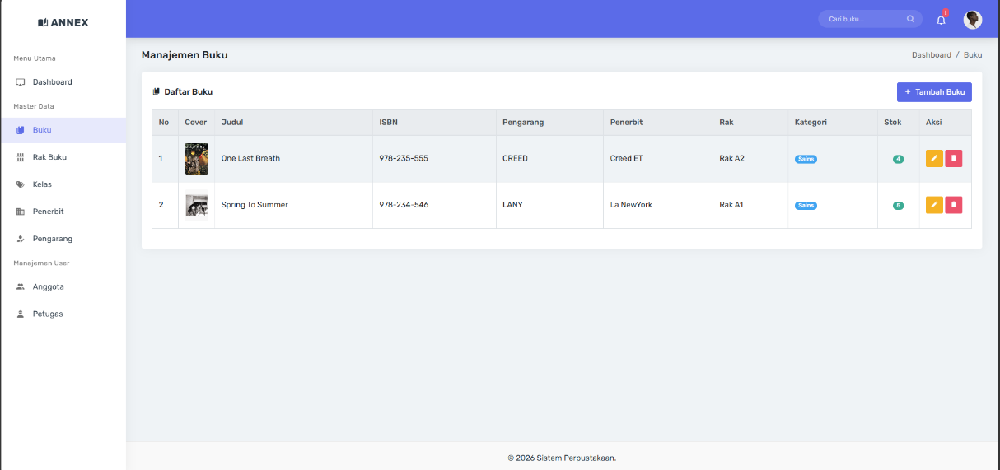 ANNEX
Cari buku...
1
Menu Utama
Dashboard
Master Data
Buku
Rak Buku
Kelas
Penerbit
Pengarang
Manajemen User
Anggota
Petugas
Manajemen Buku
Dashboard / Buku
Daftar Buku
+ Tambah Buku
No Cover Judul ISBN Pengarang Penerbit Rak Kategori Stok Aksi
1 One Last Breath 978-235-555 CREED Creed ET Rak A2 Sains 4
2 Spring To Summer 978-234-546 LANY La NewYork Rak A1 Sains 5
© 2026 Sistem Perpustakaan.